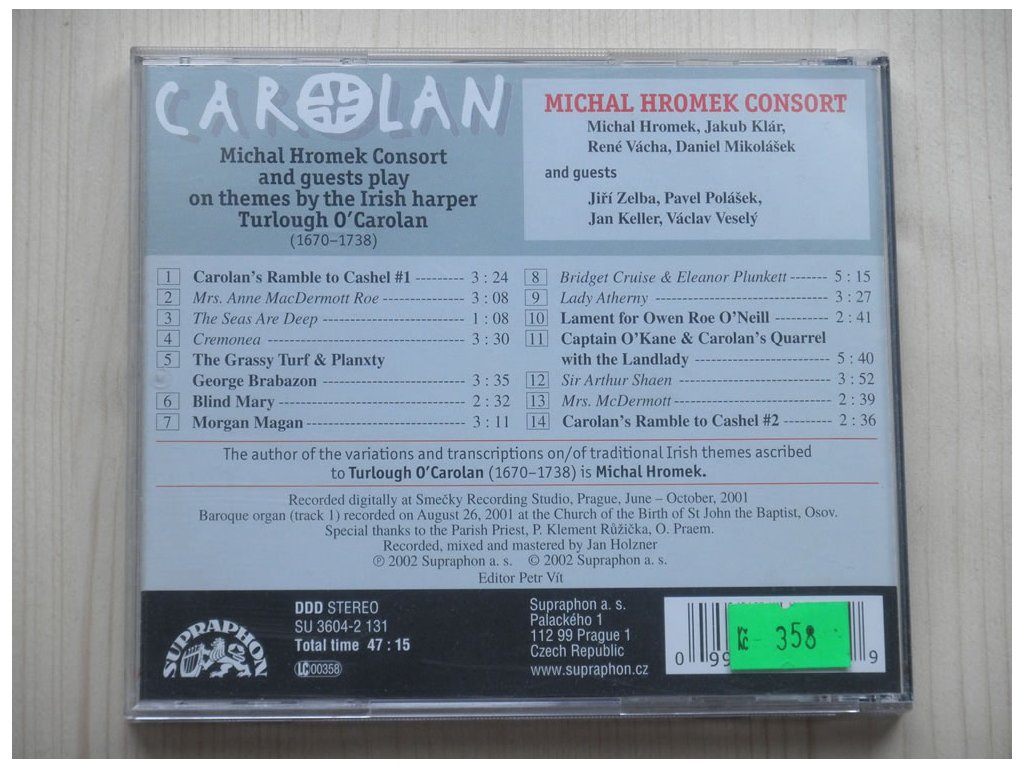 CAROLAN
Michal Hromek Consort
and guests play
on themes by the Irish harper
Turlough O'Carolan
(1670–1738)
MICHAL HROMEK CONSORT
Michal Hromek, Jakub Klár,
René Vácha, Daniel Mikolášek
and guests
Jiří Zelba, Pavel Polášek,
Jan Keller, Václav Veselý
1 Carolan's Ramble to Cashel #1 ---------- 3 : 24
2 Mrs. Anne MacDermott Roe ---------------- 3 : 08
3 The Seas Are Deep --------------------------- 1 : 08
4 Cremonea -------------------------------------- 3 : 30
5 The Grassy Turf & Planxty
George Brabazon --------------------------- 3 : 35
6 Blind Mary ----------------------------------- 2 : 32
7 Morgan Magan ------------------------------ 3 : 11
8 Bridget Cruise & Eleanor Plunkett ------- 5 : 15
9 Lady Atherny --------------------------------- 3 : 27
10 Lament for Owen Roe O'Neill ---------- 2 : 41
11 Captain O'Kane & Carolan's Quarrel
with the Landlady -------------------------- 5 : 40
12 Sir Arthur Shaen ----------------------------- 3 : 52
13 Mrs. McDermott ------------------------------ 2 : 39
14 Carolan's Ramble to Cashel #2 --------- 2 : 36
The author of the variations and transcriptions on/of traditional Irish themes ascribed
to Turlough O'Carolan (1670–1738) is Michal Hromek.
Recorded digitally at Smečky Recording Studio, Prague, June – October, 2001
Baroque organ (track 1) recorded on August 26, 2001 at the Church of the Birth of St John the Baptist, Osov.
Special thanks to the Parish Priest, P. Klement Růžička, O. Praem.
Recorded, mixed and mastered by Jan Holzner
℗ 2002 Supraphon a. s. © 2002 Supraphon a. s.
Editor Petr Vít
SUPRAPHON
DDD STEREO
SU 3604-2 131
Total time 47 : 15
LC 00358
Supraphon a. s.
Palackého 1
112 99 Prague 1
Czech Republic
www.supraphon.cz
Kč 358
0 99 9